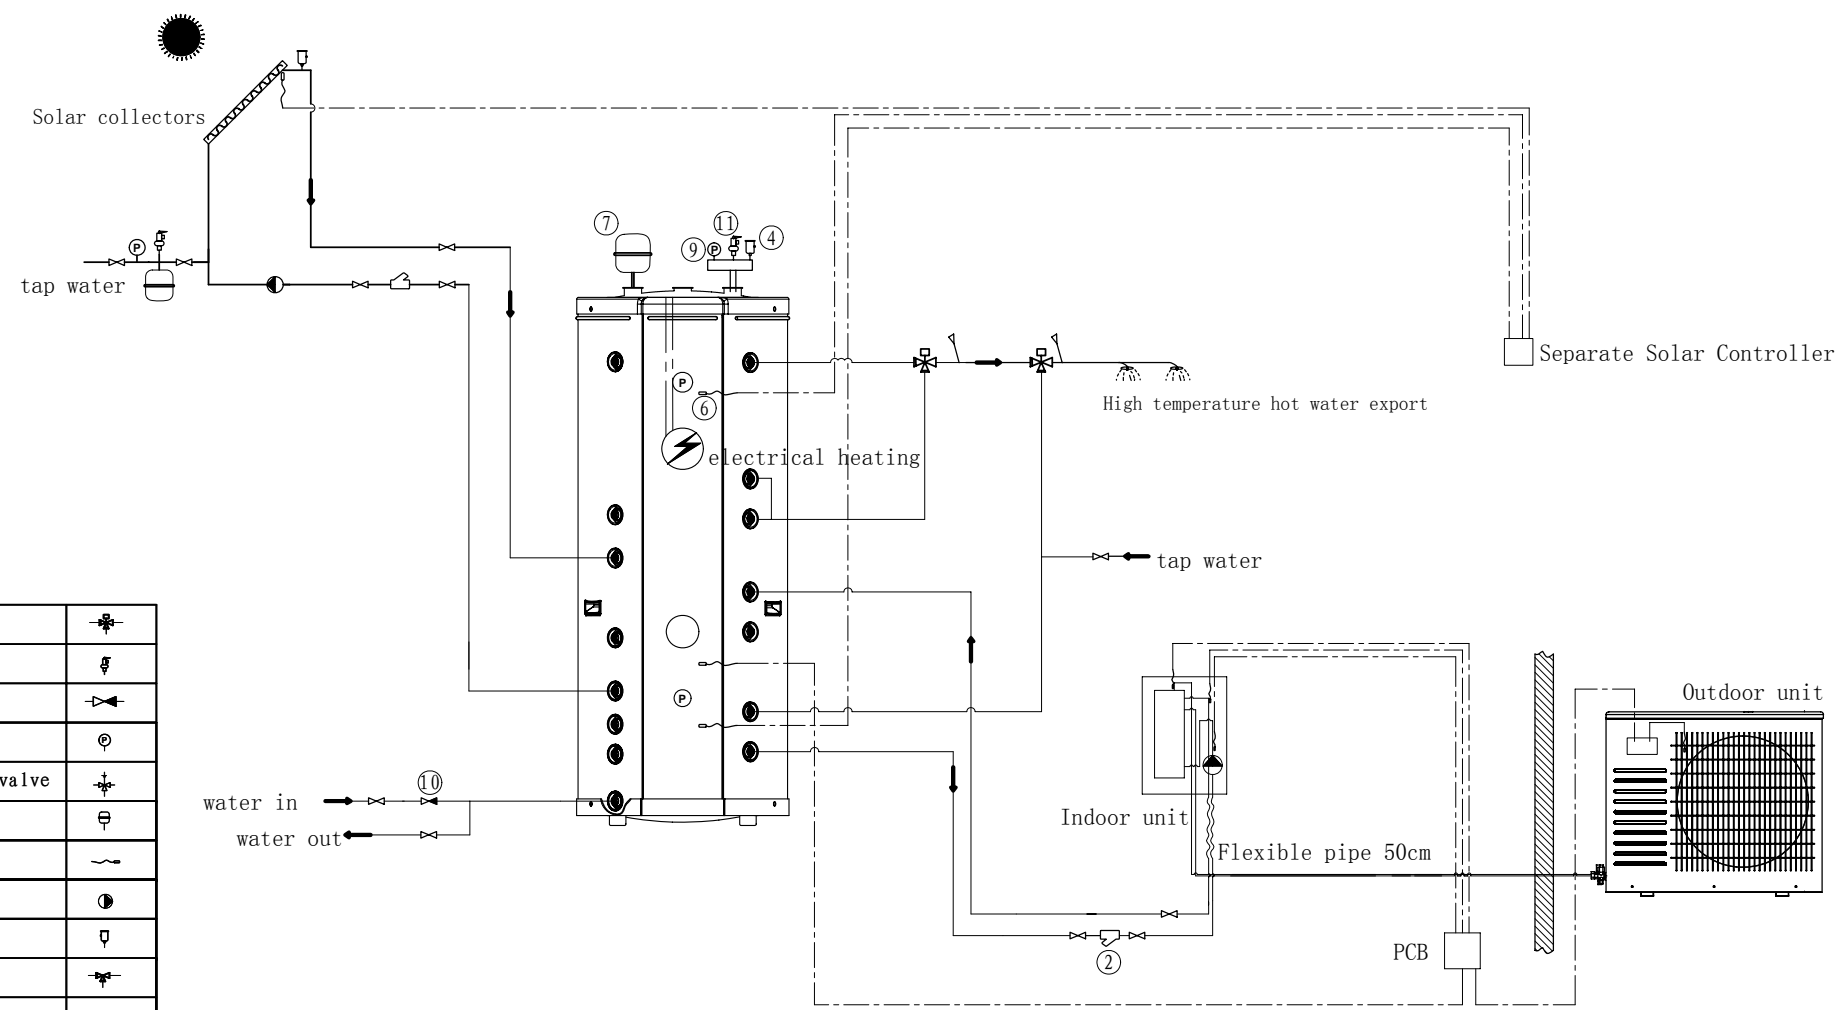 Solar collectors
tap water
P
7
9
P
11
4
P
6
electrical heating
High temperature hot water export
Separate Solar Controller
tap water
P
P
valve
10
water in
water out
Indoor unit
Outdoor unit
Flexible pipe 50cm
PCB
2